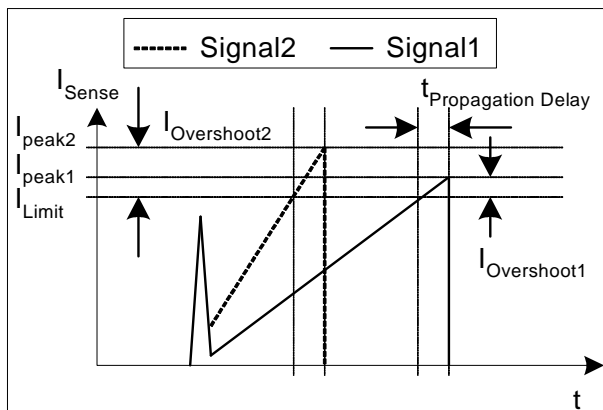 Signal2 Signal1
I_Sense
t_Propagation Delay
I_Overshoot2
I_peak2
I_peak1
I_Limit
I_Overshoot1
t